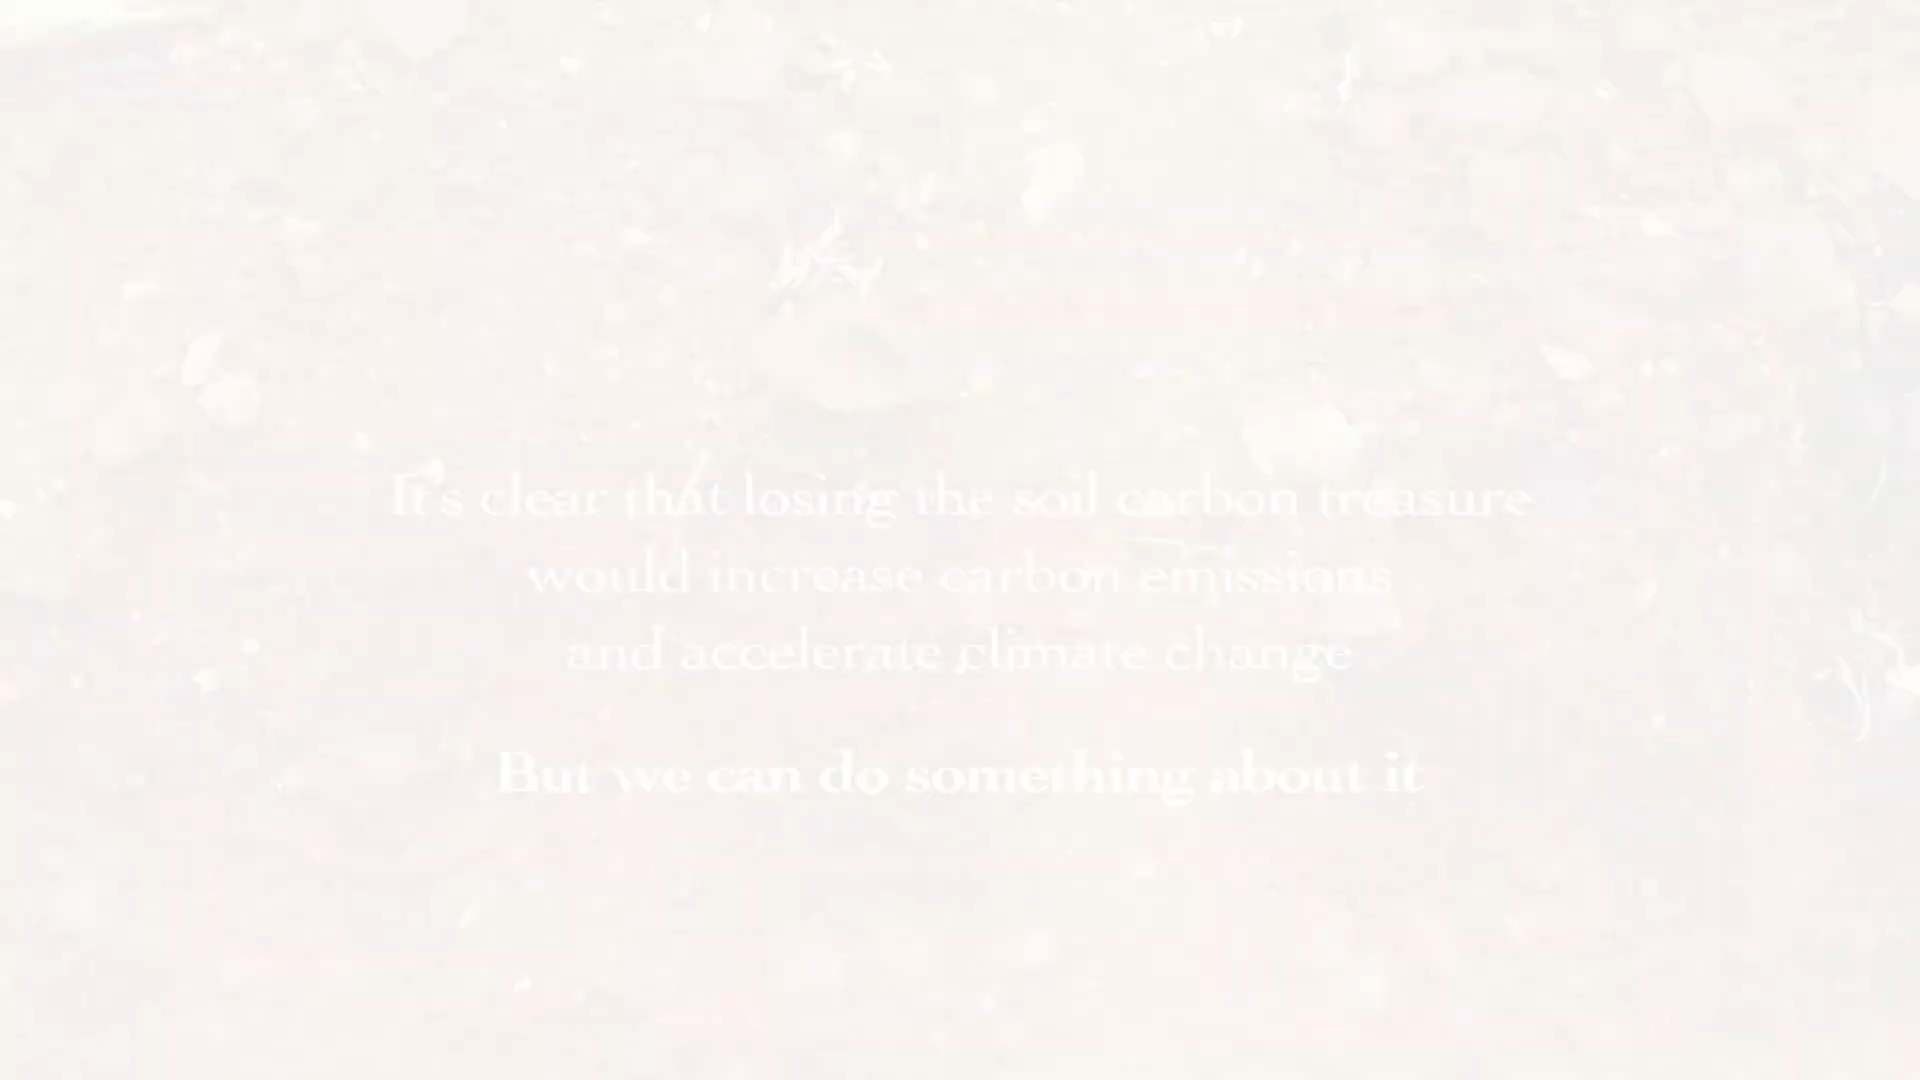 It's clear that losing the soil carbon treasure
would increase carbon emissions
and accelerate climate change
But we can do something about it